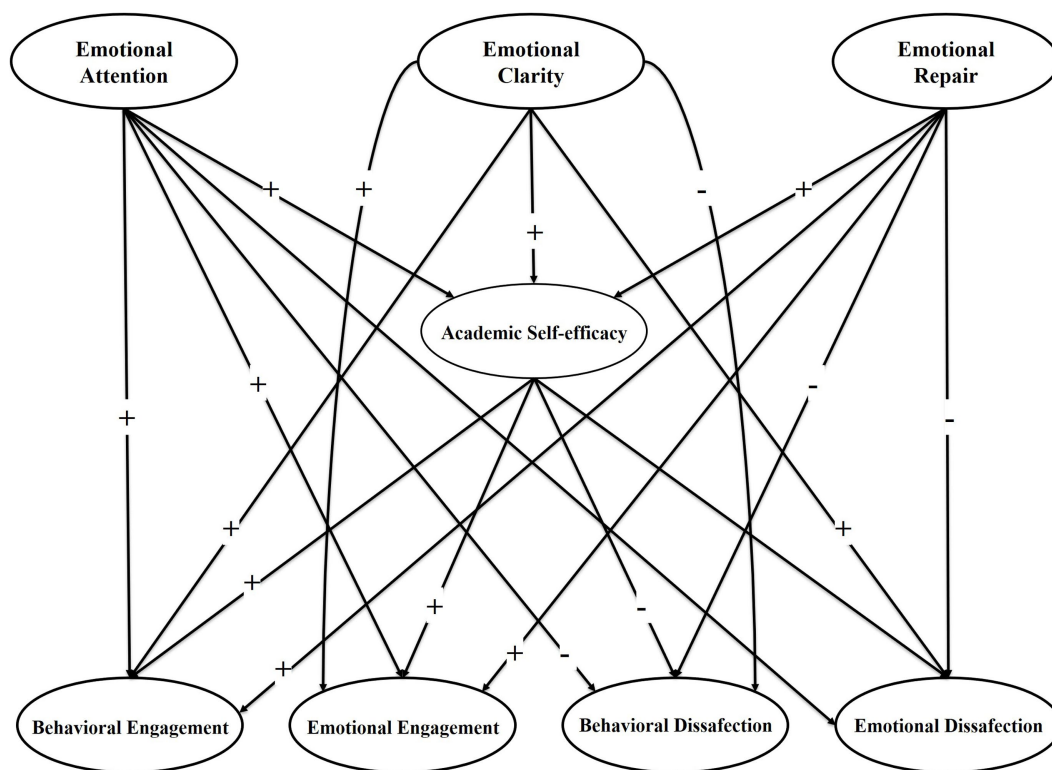 Emotional
Attention
Emotional
Clarity
Emotional
Repair
+
+
-
+
+
Academic Self-efficacy
+
-
+
-
+
+
+
+
-
+
+
-
Behavioral Engagement
Emotional Engagement
Behavioral Dissafection
Emotional Dissafection